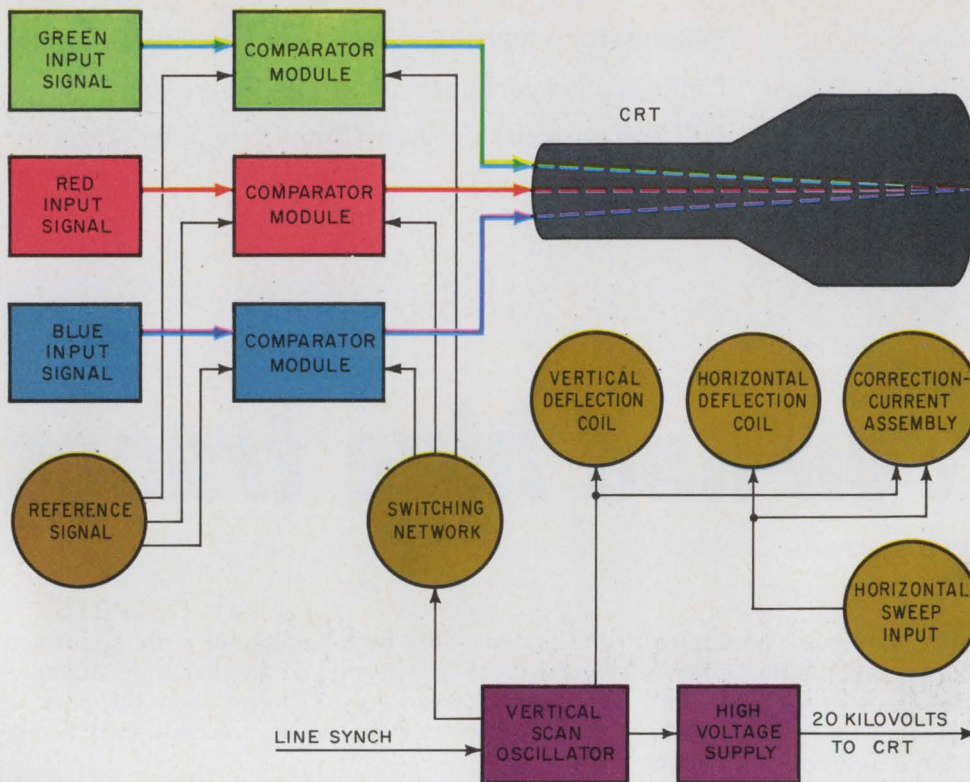 GREEN
INPUT
SIGNAL
COMPARATOR
MODULE
CRT
RED
INPUT
SIGNAL
COMPARATOR
MODULE
BLUE
INPUT
SIGNAL
COMPARATOR
MODULE
VERTICAL
DEFLECTION
COIL
HORIZONTAL
DEFLECTION
COIL
CORRECTION-
CURRENT
ASSEMBLY
REFERENCE
SIGNAL
SWITCHING
NETWORK
HORIZONTAL
SWEEP
INPUT
LINE SYNCH
VERTICAL
SCAN
OSCILLATOR
HIGH
VOLTAGE
SUPPLY
20 KILOVOLTS
TO CRT